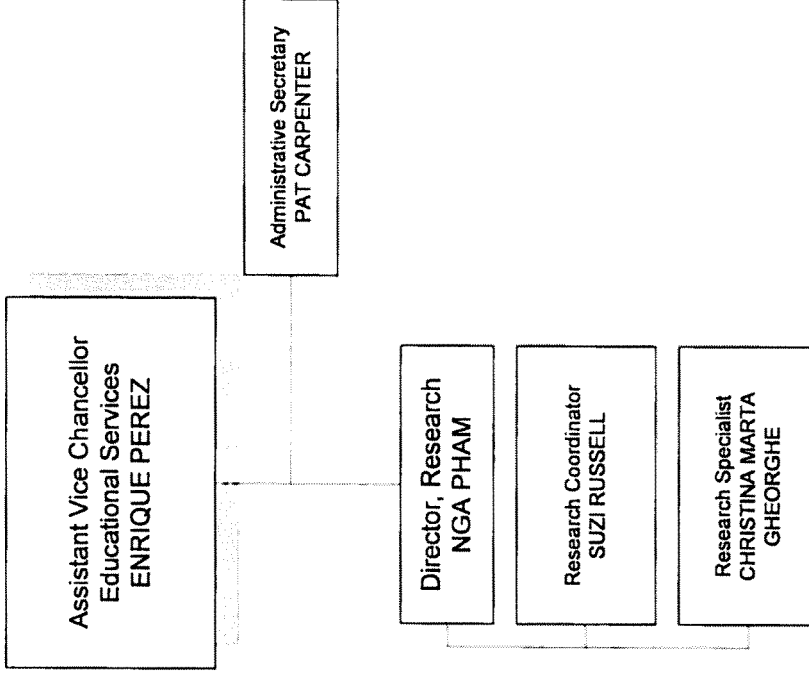 Assistant Vice Chancellor
Educational Services
ENRIQUE PEREZ
Administrative Secretary
PAT CARPENTER
Director, Research
NGA PHAM
Research Coordinator
SUZI RUSSELL
Research Specialist
CHRISTINA MARTA
GHEORGHE